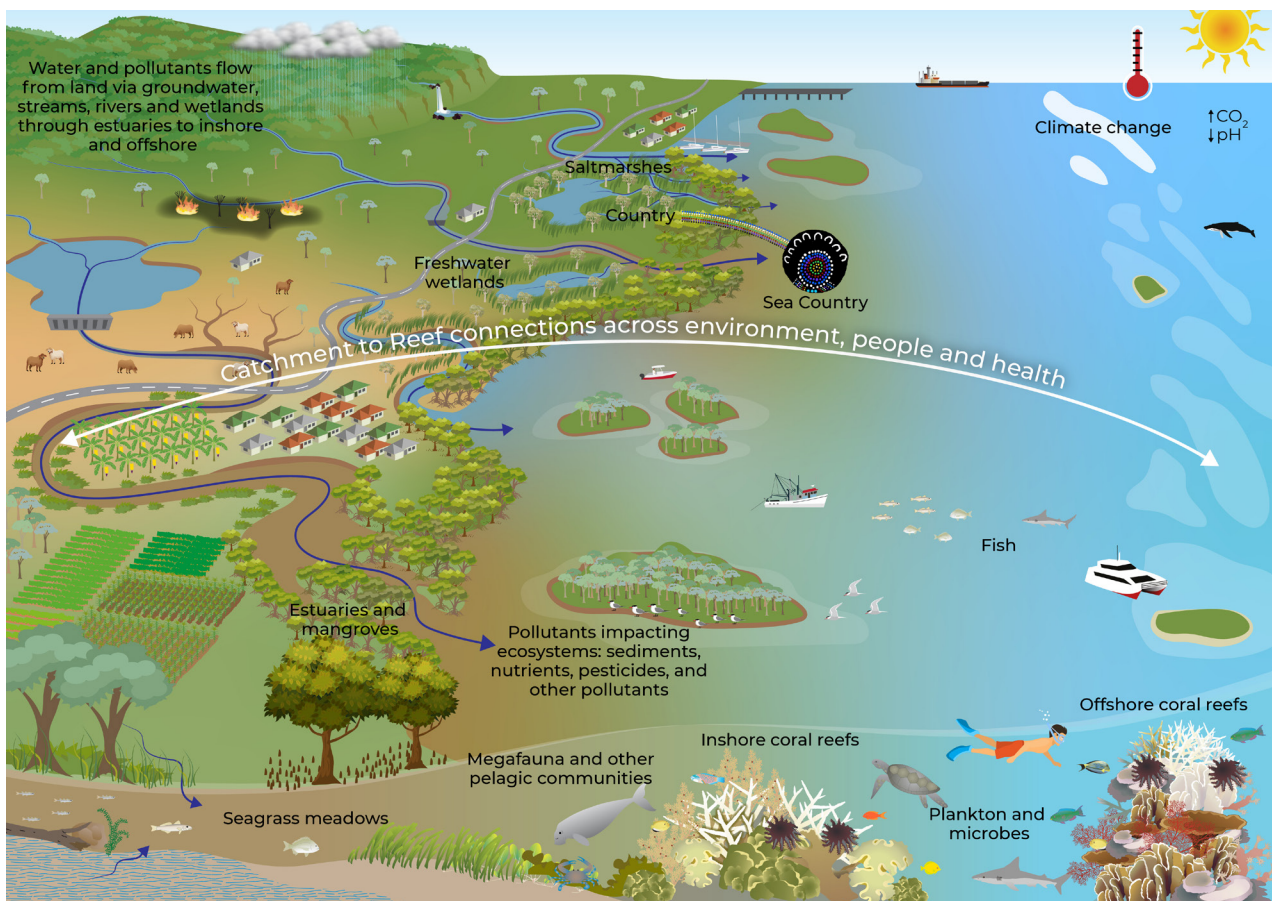 Water and pollutants flow
from land via groundwater,
streams, rivers and wetlands
through estuaries to inshore
and offshore
Climate change
↑CO₂
↓pH
Saltmarshes
Country
Freshwater
wetlands
Sea Country
Catchment to Reef connections across environment, people and health
Fish
Estuaries and
mangroves
Pollutants impacting
ecosystems: sediments,
nutrients, pesticides, and
other pollutants
Offshore coral reefs
Inshore coral reefs
Megafauna and other
pelagic communities
Seagrass meadows
Plankton and
microbes